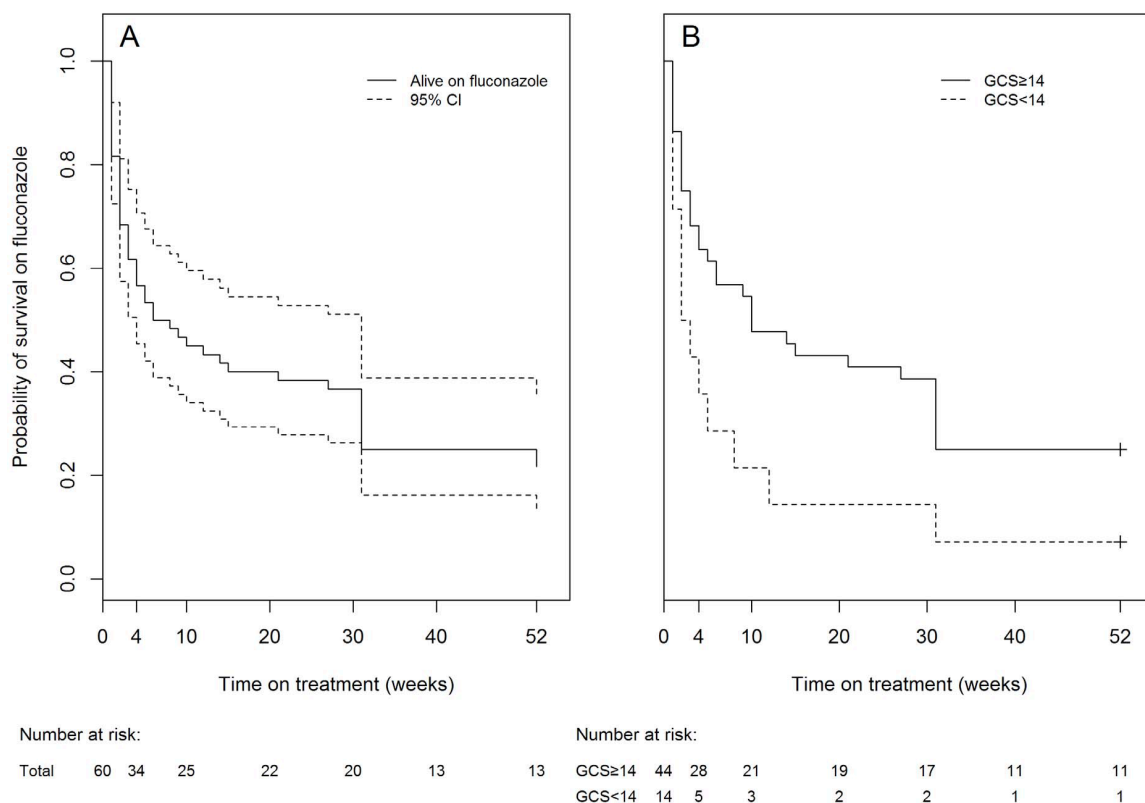 A
B
Alive on fluconazole
95% CI
GCS≥14
GCS<14
Probability of survival on fluconazole
1.0
0.8
0.6
0.4
0.2
0.0
0 4 10 20 30 40 52
0 4 10 20 30 40 52
Time on treatment (weeks)
Time on treatment (weeks)
Number at risk:
Total 60 34 25 22 20 13 13
Number at risk:
GCS≥14 44 28 21 19 17 11 11
GCS<14 14 5 3 2 2 1 1